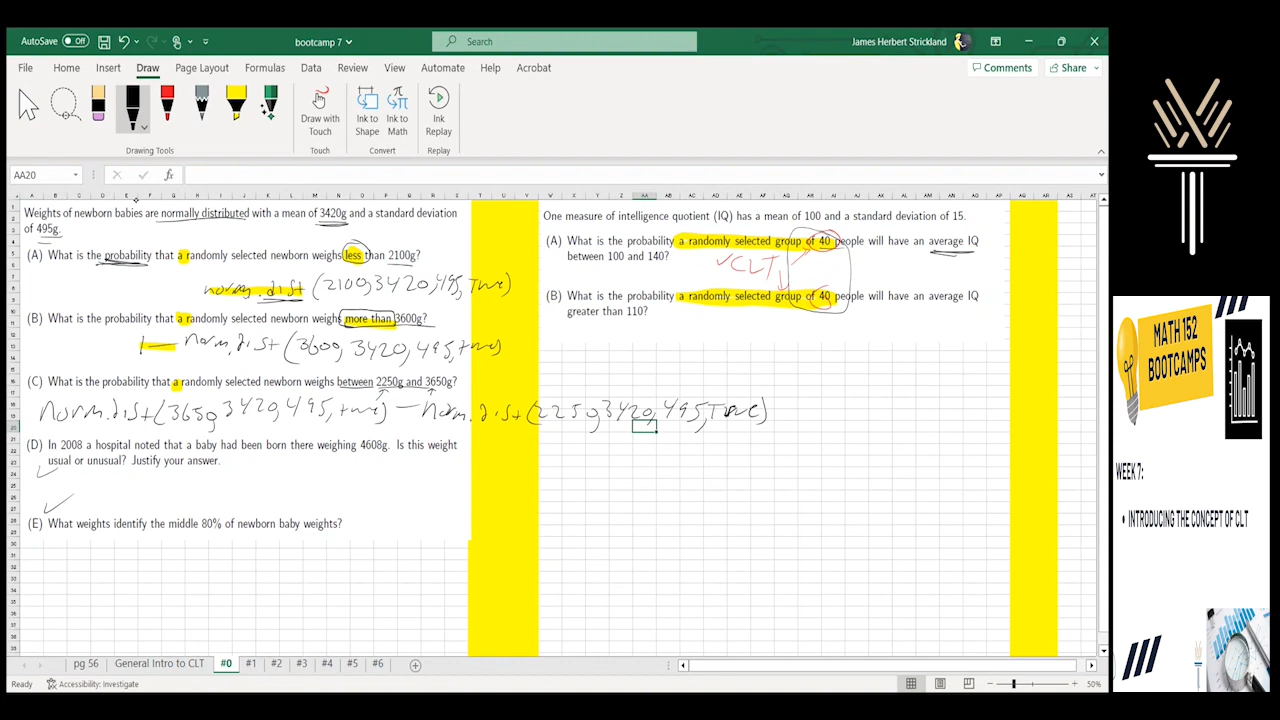 AutoSave Off bootcamp 7 Search James Herbert Strickland
File Home Insert Draw Page Layout Formulas Data Review View Automate Help Acrobat Comments Share
Draw with Touch
Ink to Shape
Ink to Math
Ink Replay
Drawing Tools Touch Convert Replay
AA20 fx
Weights of newborn babies are normally distributed with a mean of 3420g and a standard deviation
of 495g.
(A) What is the probability that a randomly selected newborn weighs less than 2100g?
norm.dist (2100,3420,495,True)
(B) What is the probability that a randomly selected newborn weighs more than 3600g?
1 — norm.dist (3600, 3420, 495, true)
(C) What is the probability that a randomly selected newborn weighs between 2250g and 3650g?
norm.dist(3650,3420,495,true) — norm.dist(2250,3420,495,True)
(D) In 2008 a hospital noted that a baby had been born there weighing 4608g. Is this weight
usual or unusual? Justify your answer.
(E) What weights identify the middle 80% of newborn baby weights?
One measure of intelligence quotient (IQ) has a mean of 100 and a standard deviation of 15.
(A) What is the probability a randomly selected group of 40 people will have an average IQ
between 100 and 140?
CLT
(B) What is the probability a randomly selected group of 40 people will have an average IQ
greater than 110?
pg 56 General Intro to CLT #0 #1 #2 #3 #4 #5 #6
Ready Accessibility: Investigate 50%
MATH 152
BOOTCAMPS
WEEK 7:
• INTRODUCING THE CONCEPT OF CLT